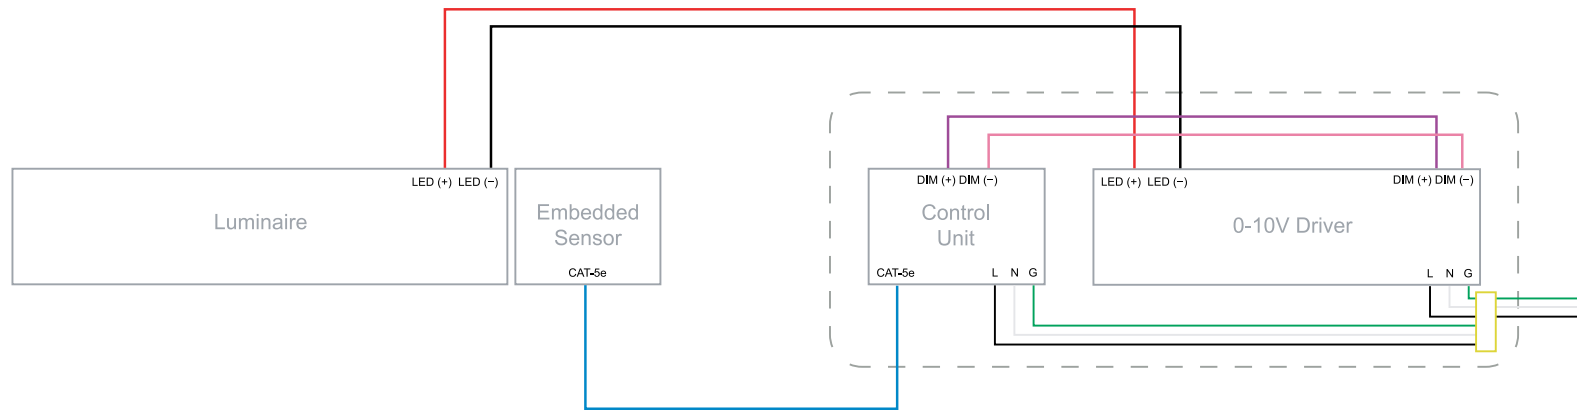 LED (+) LED (−)
Luminaire
Embedded
Sensor
CAT-5e
DIM (+) DIM (−)
Control
Unit
CAT-5e
L N G
LED (+) LED (−)
DIM (+) DIM (−)
0-10V Driver
L N G